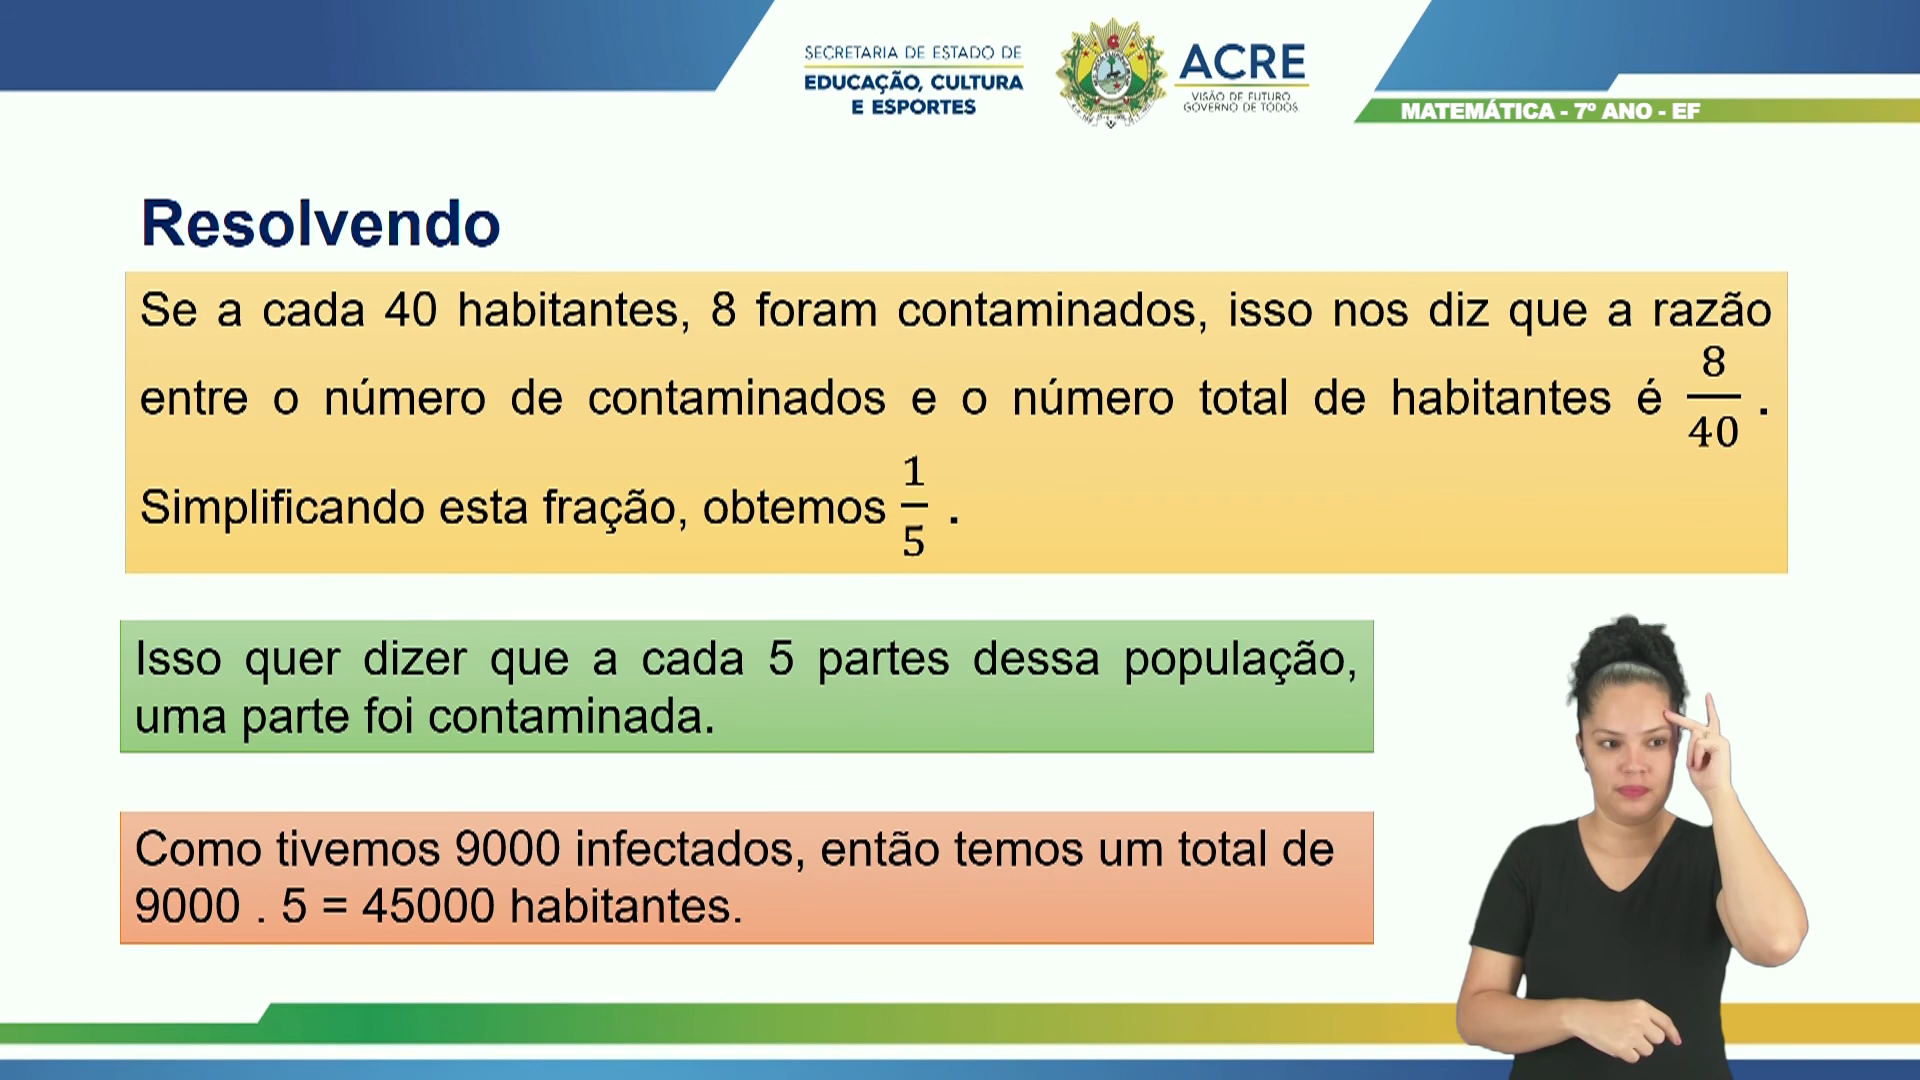 SECRETARIA DE ESTADO DE
EDUCAÇÃO, CULTURA
E ESPORTES
ACRE
VISÃO DE FUTURO
GOVERNO DE TODOS
MATEMÁTICA - 7º ANO - EF
Resolvendo
Se a cada 40 habitantes, 8 foram contaminados, isso nos diz que a razão
entre o número de contaminados e o número total de habitantes é 8/40 .
Simplificando esta fração, obtemos 1/5 .
Isso quer dizer que a cada 5 partes dessa população,
uma parte foi contaminada.
Como tivemos 9000 infectados, então temos um total de
9000 . 5 = 45000 habitantes.